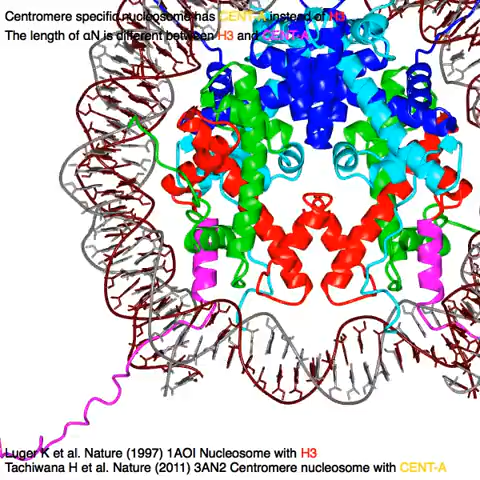 Centromere specific nucleosome has CENT-A instead of H3
The length of αN is different between H3 and CENT-A
Luger K et al. Nature (1997) 1AOI Nucleosome with H3
Tachiwana H et al. Nature (2011) 3AN2 Centromere nucleosome with CENT-A